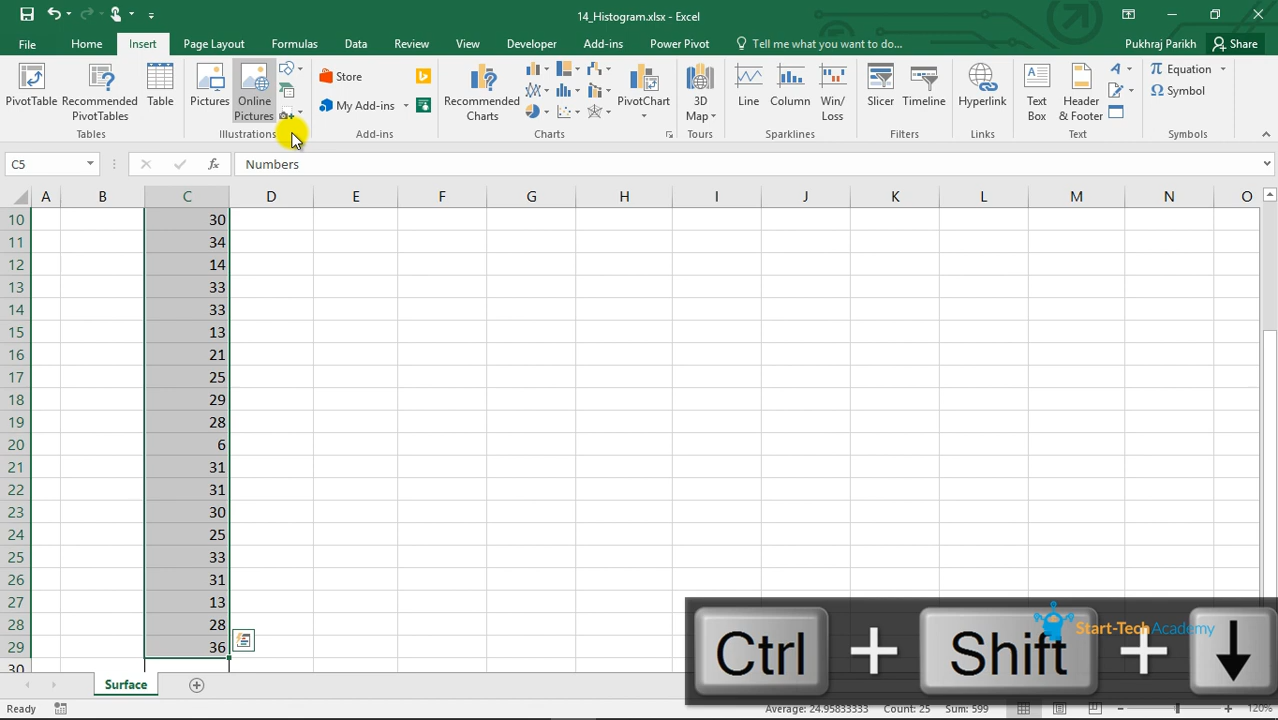 14_Histogram.xlsx - Excel
File Home Insert Page Layout Formulas Data Review View Developer Add-ins Power Pivot Tell me what you want to do... Pukhraj Parikh Share
PivotTable Recommended PivotTables Table Pictures Online Pictures Store My Add-ins Recommended Charts PivotChart 3D Map Line Column Win/Loss Slicer Timeline Hyperlink Text Box Header & Footer Equation Symbol
Tables Illustrations Add-ins Charts Tours Sparklines Filters Links Text Symbols
C5 fx Numbers
A B C D E F G H I J K L M N O
10 30
11 34
12 14
13 33
14 33
15 13
16 21
17 25
18 29
19 28
20 6
21 31
22 31
23 30
24 25
25 33
26 31
27 13
28 28
29 36
30
Ctrl + Shift + ↓
Start-Tech Academy
Surface
Ready Average: 24.95833333 Count: 25 Sum: 599 120%